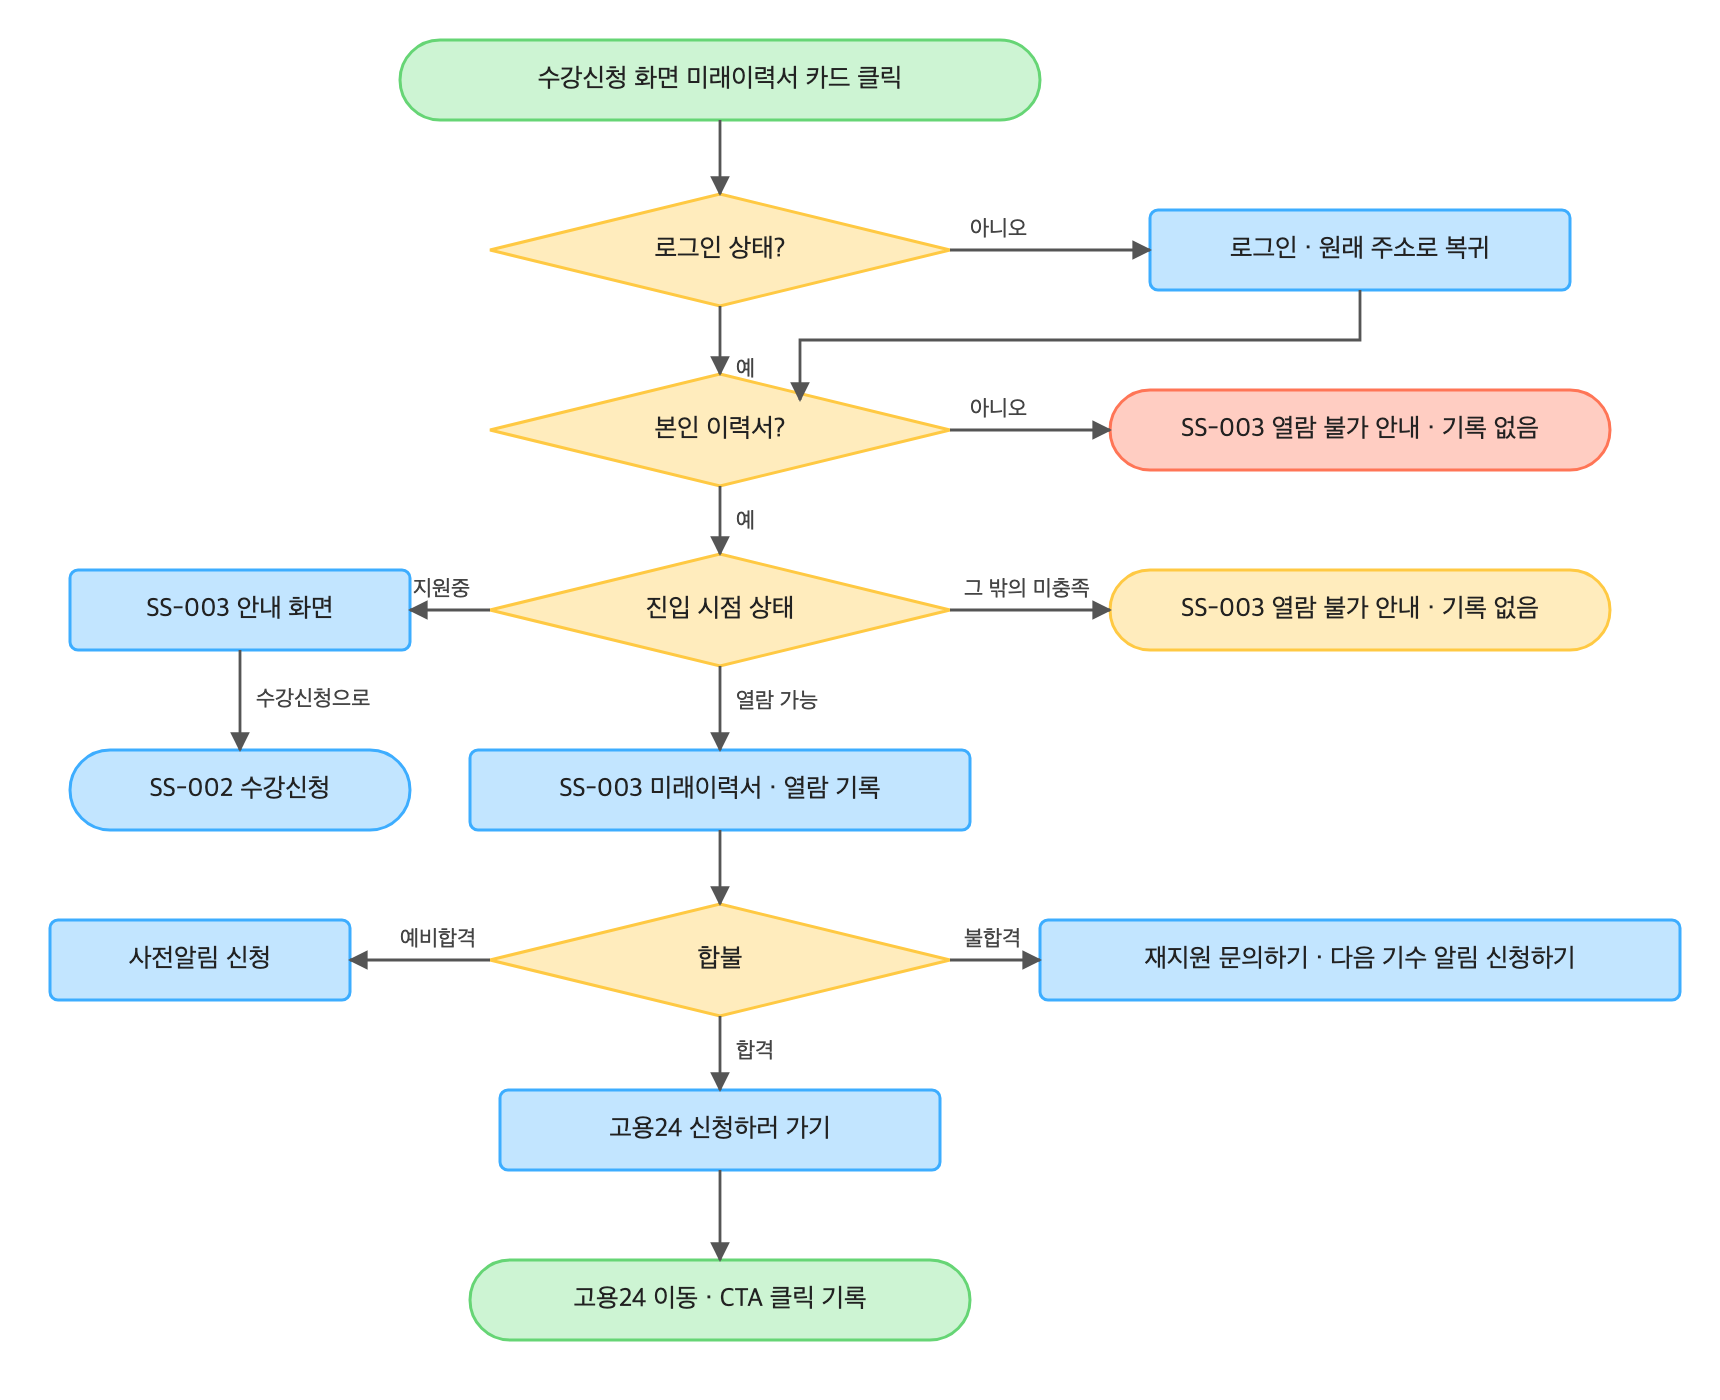 수강신청 화면 미래이력서 카드 클릭
로그인 상태?
아니오
로그인 · 원래 주소로 복귀
예
본인 이력서?
아니오
SS-003 열람 불가 안내 · 기록 없음
예
SS-003 안내 화면
지원중
진입 시점 상태
그 밖의 미충족
SS-003 열람 불가 안내 · 기록 없음
수강신청으로
열람 가능
SS-002 수강신청
SS-003 미래이력서 · 열람 기록
사전알림 신청
예비합격
합불
불합격
재지원 문의하기 · 다음 기수 알림 신청하기
합격
고용24 신청하러 가기
고용24 이동 · CTA 클릭 기록